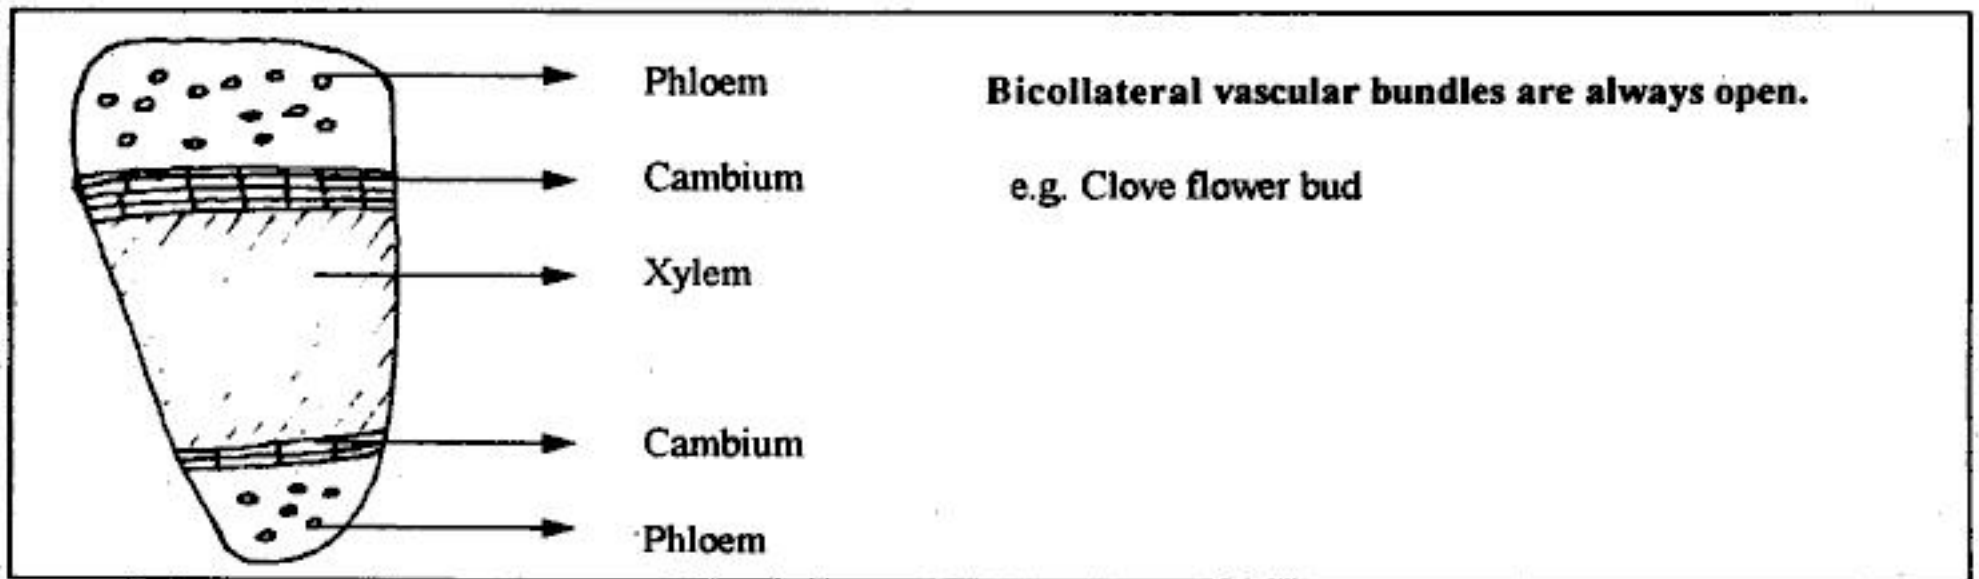 Phloem
Bicollateral vascular bundles are always open.
Cambium
e.g. Clove flower bud
Xylem
Cambium
Phloem